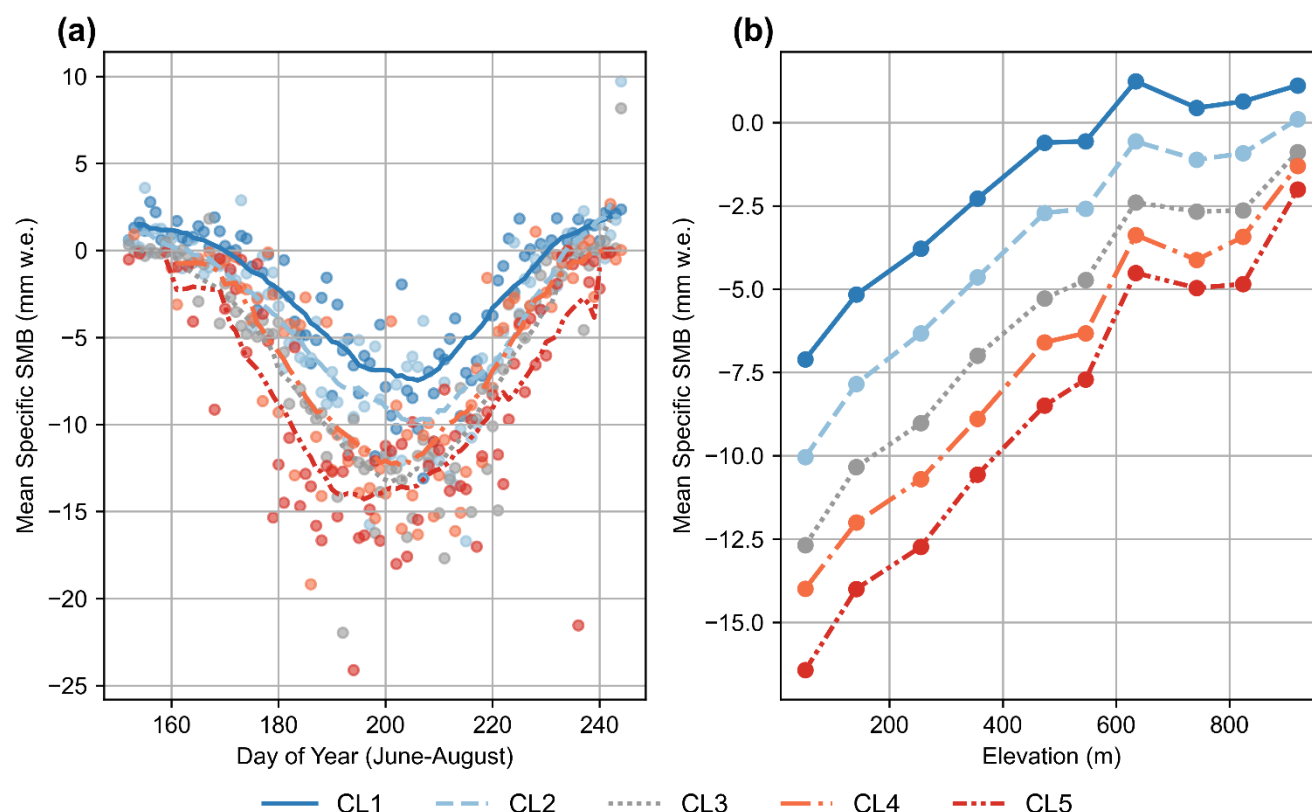 (a)
(b)
10
5
0
−5
−10
−15
−20
−25
Mean Specific SMB (mm w.e.)
160 180 200 220 240
Day of Year (June-August)
0.0
−2.5
−5.0
−7.5
−10.0
−12.5
−15.0
Mean Specific SMB (mm w.e.)
200 400 600 800
Elevation (m)
CL1 CL2 CL3 CL4 CL5